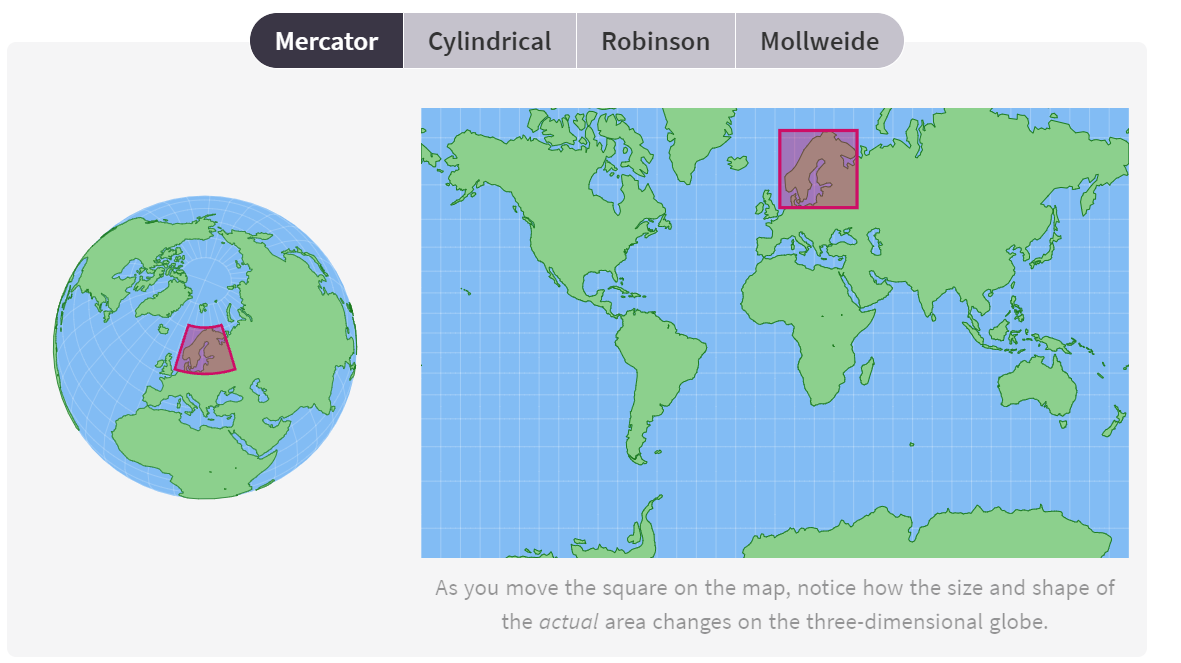 Mercator Cylindrical Robinson Mollweide
As you move the square on the map, notice how the size and shape of
the actual area changes on the three-dimensional globe.